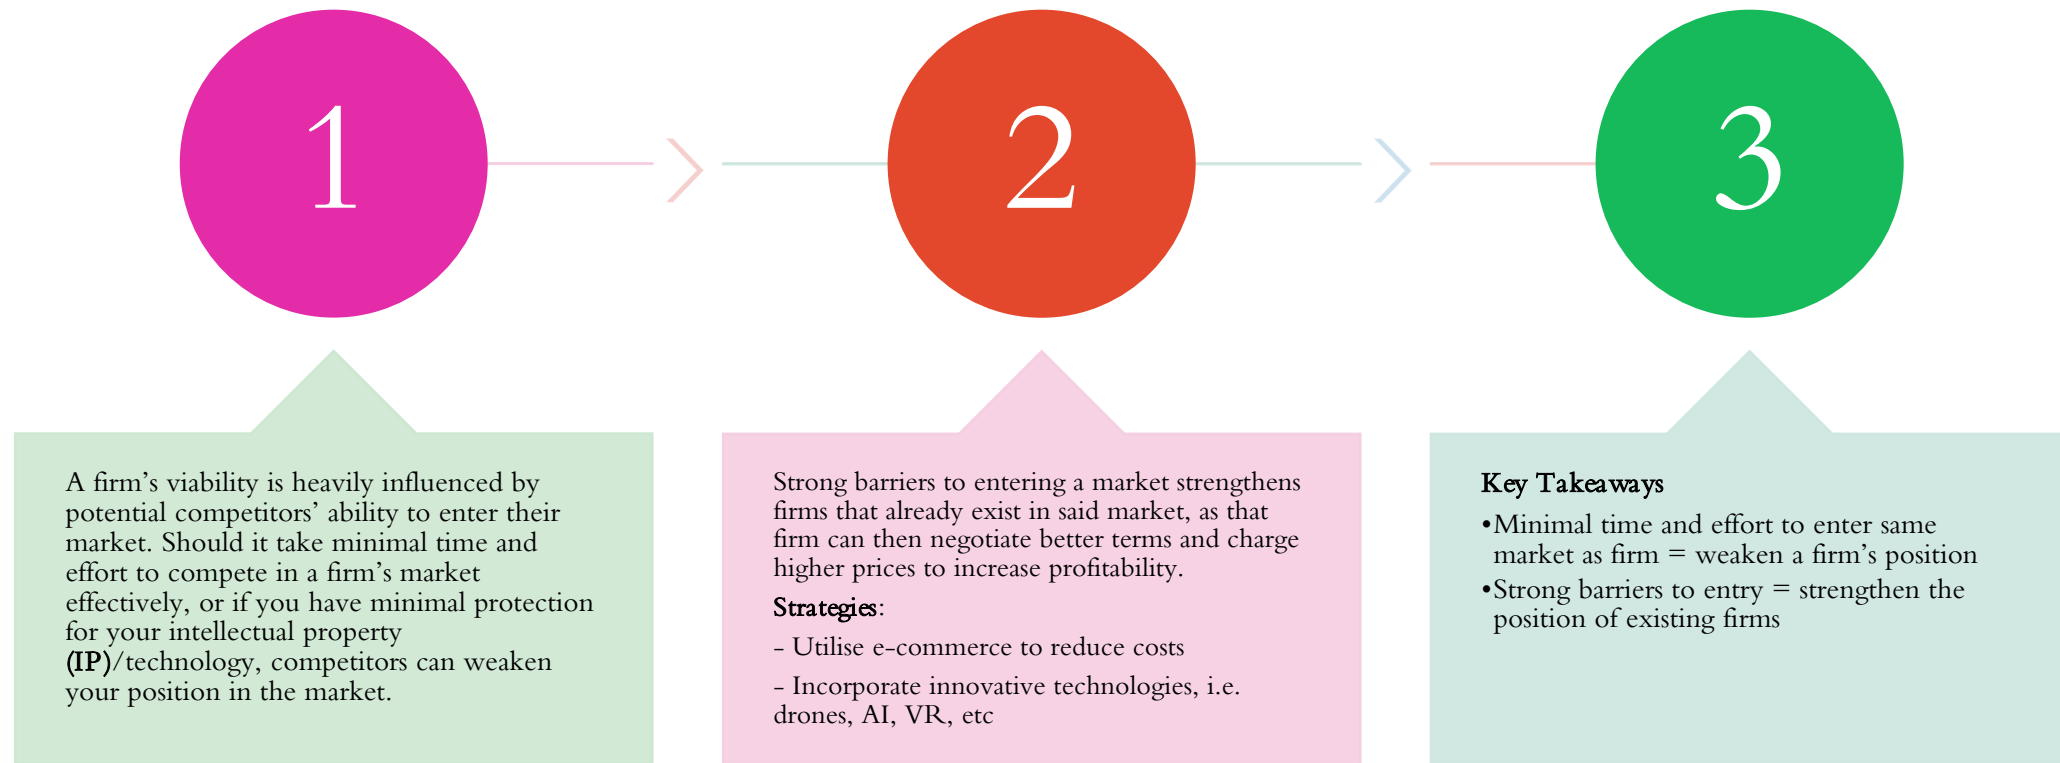 1
2
3
A firm’s viability is heavily influenced by
potential competitors’ ability to enter their
market. Should it take minimal time and
effort to compete in a firm’s market
effectively, or if you have minimal protection
for your intellectual property
(IP)/technology, competitors can weaken
your position in the market.
Strong barriers to entering a market strengthens
firms that already exist in said market, as that
firm can then negotiate better terms and charge
higher prices to increase profitability.
Strategies:
- Utilise e-commerce to reduce costs
- Incorporate innovative technologies, i.e.
drones, AI, VR, etc
Key Takeaways
•Minimal time and effort to enter same
market as firm = weaken a firm’s position
•Strong barriers to entry = strengthen the
position of existing firms